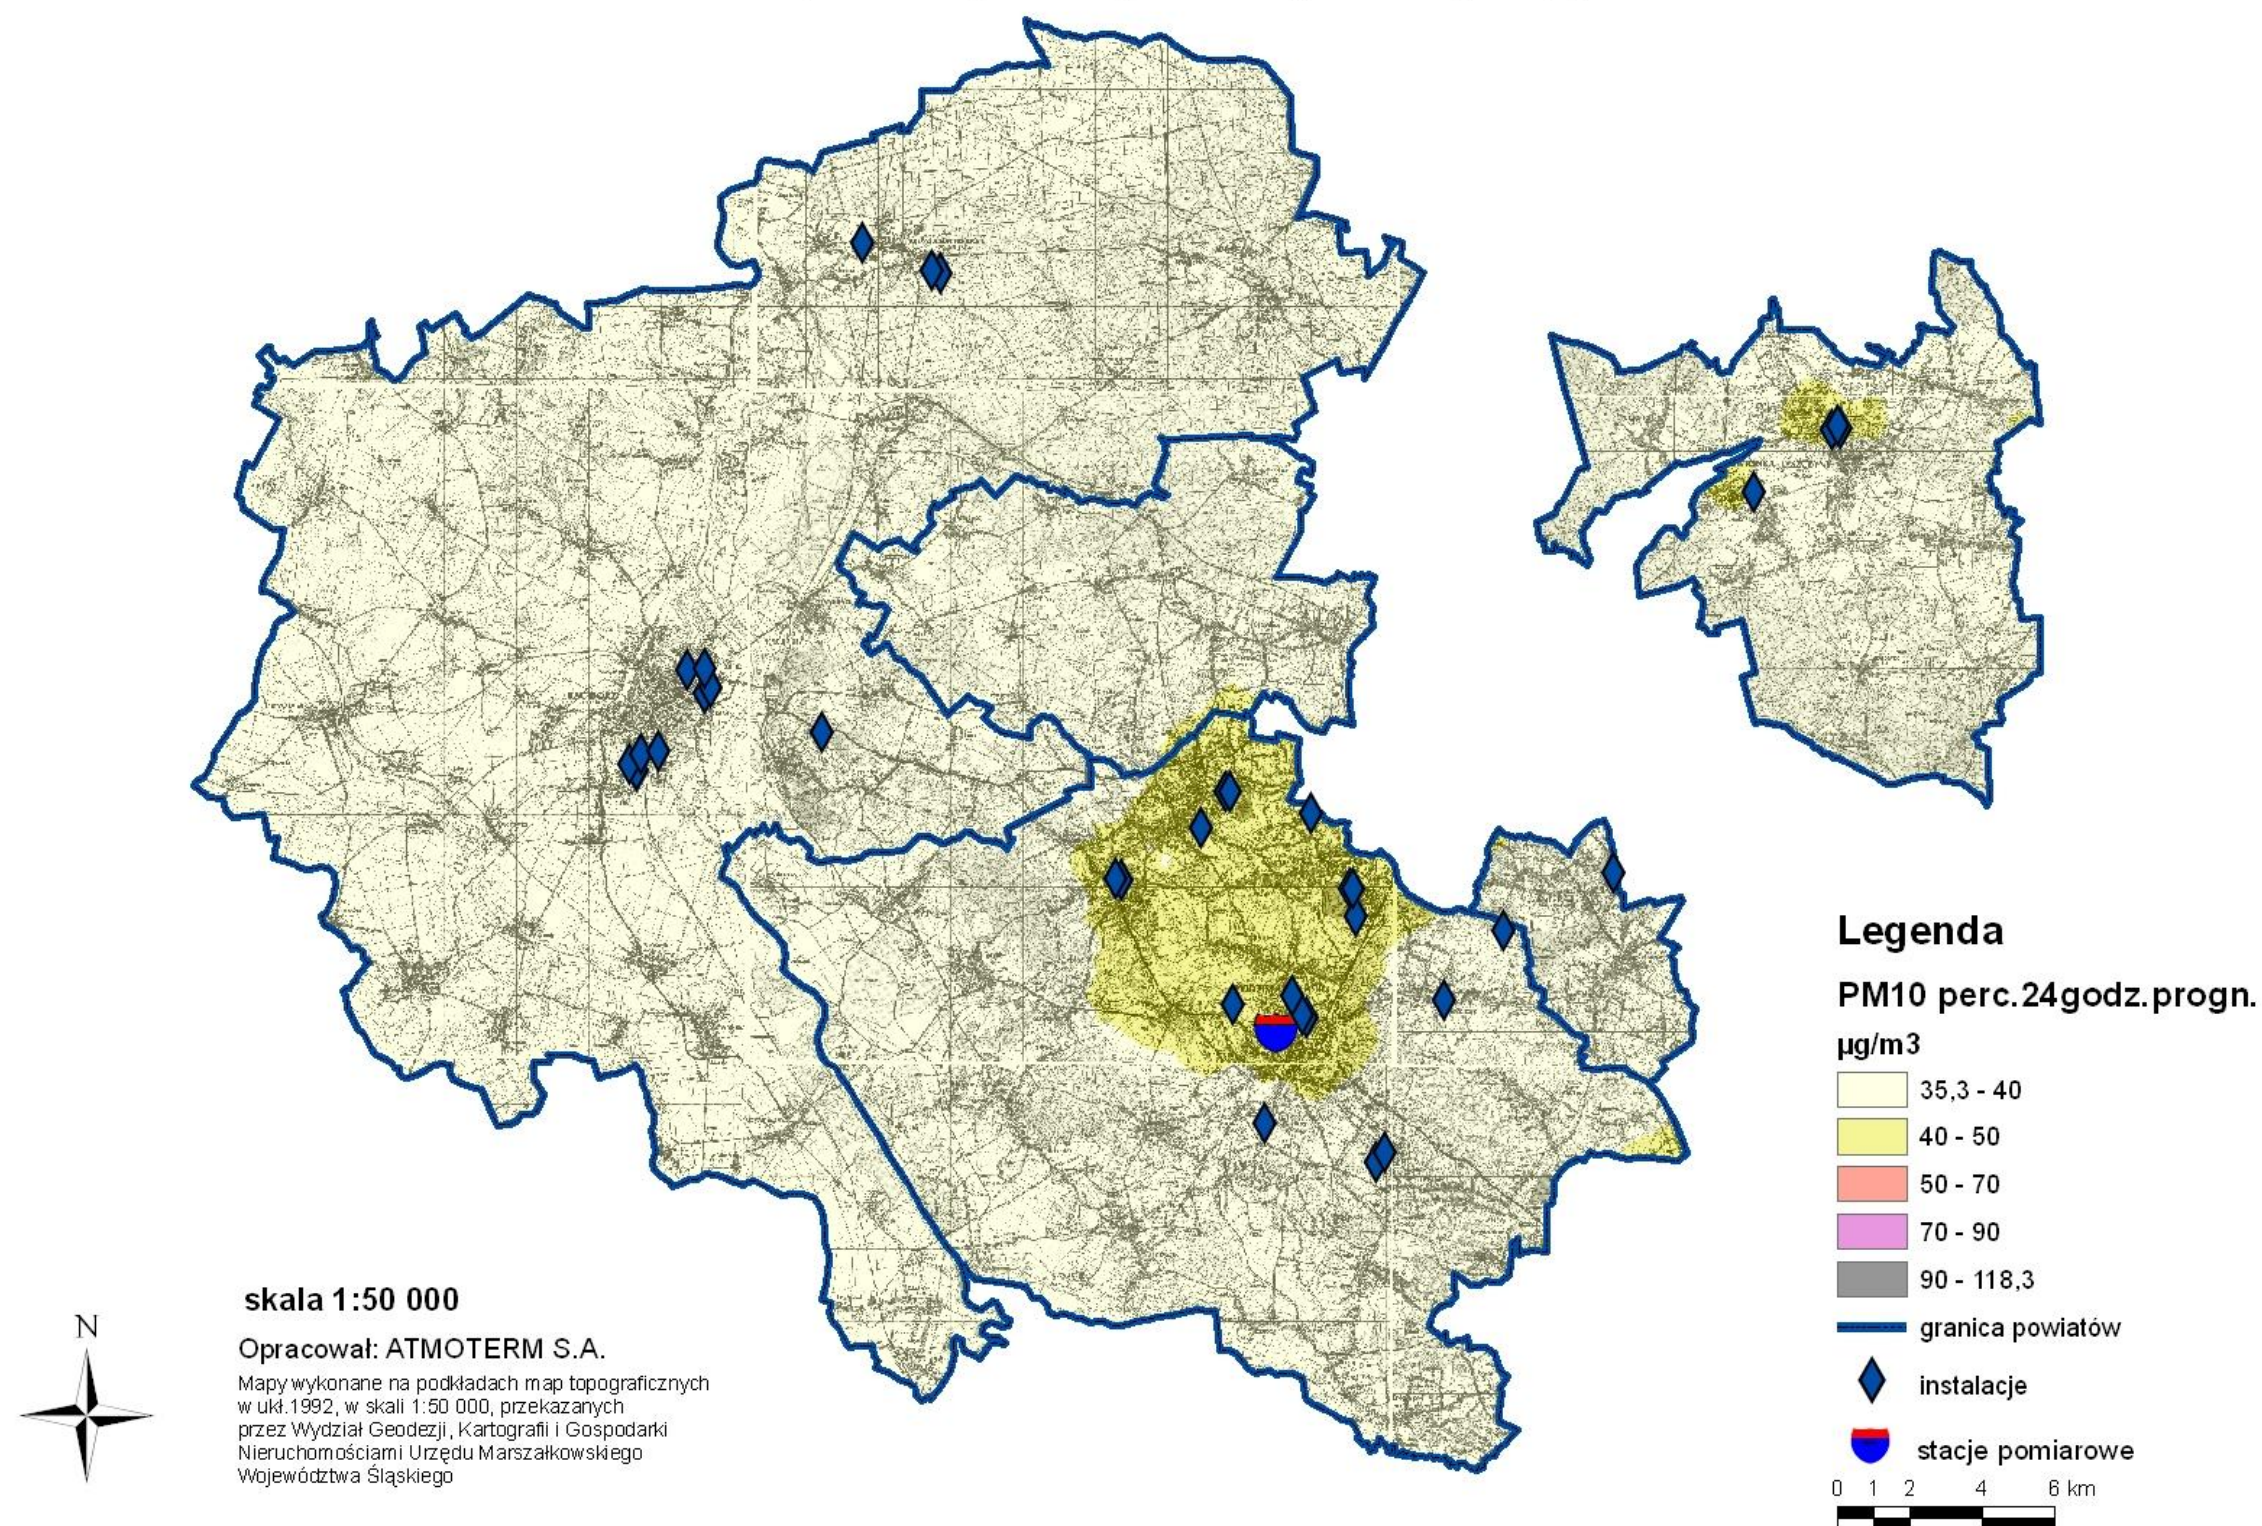 Legenda
PM10 perc.24godz.progn.
µg/m3
35,3 - 40
40 - 50
50 - 70
70 - 90
90 - 118,3
granica powiatów
instalacje
stacje pomiarowe
0 1 2 4 6 km
skala 1:50 000
Opracował: ATMOTERM S.A.
Mapy wykonane na podkładach map topograficznych
w ukł.1992, w skali 1:50 000, przekazanych
przez Wydział Geodezji, Kartografii i Gospodarki
Nieruchomościami Urzędu Marszałkowskiego
Województwa Śląskiego
N